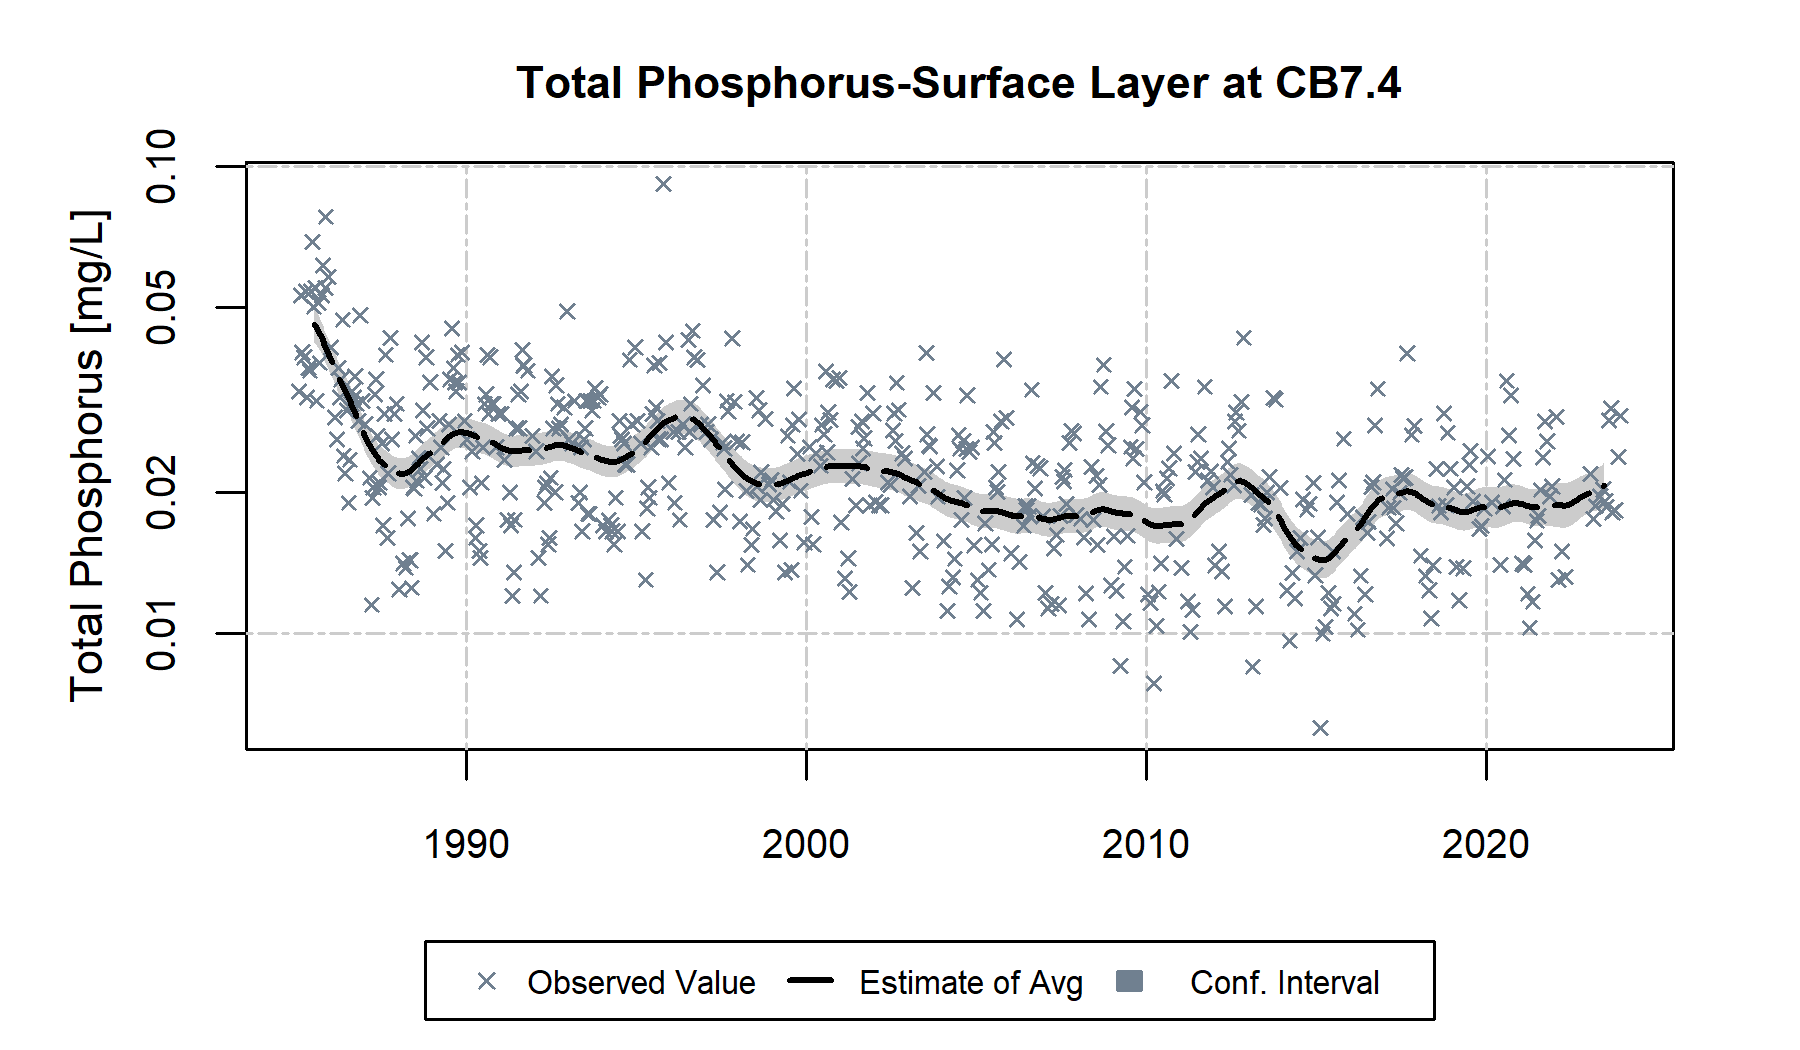 Total Phosphorus-Surface Layer at CB7.4
Total Phosphorus [mg/L]
0.10
0.05
0.02
0.01
1990 2000 2010 2020
Observed Value Estimate of Avg Conf. Interval